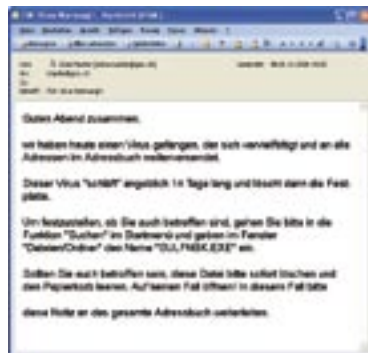 Guten Abend zusammen,
wir haben heute einen Virus gefangen, der sich vervielfältigt und an alle
Adressen im Adressbuch weiterversendet.
Dieser Virus "schläft" angeblich 14 Tage lang und löscht dann die Fest-
platte.
Um festzustellen, ob Sie auch betroffen sind, gehen Sie bitte in die
Funktion "Suchen" im Startmenü und geben im Fenster
"Dateien/Ordner" den Name "SULFNBK.EXE" ein.
Sollten Sie auch betroffen sein, diese Datei bitte sofort löschen und
den Papierkorb leeren. Auf keinen Fall öffnen! In diesem Fall bitte
diese Notiz an das gesamte Adressbuch weiterleiten.